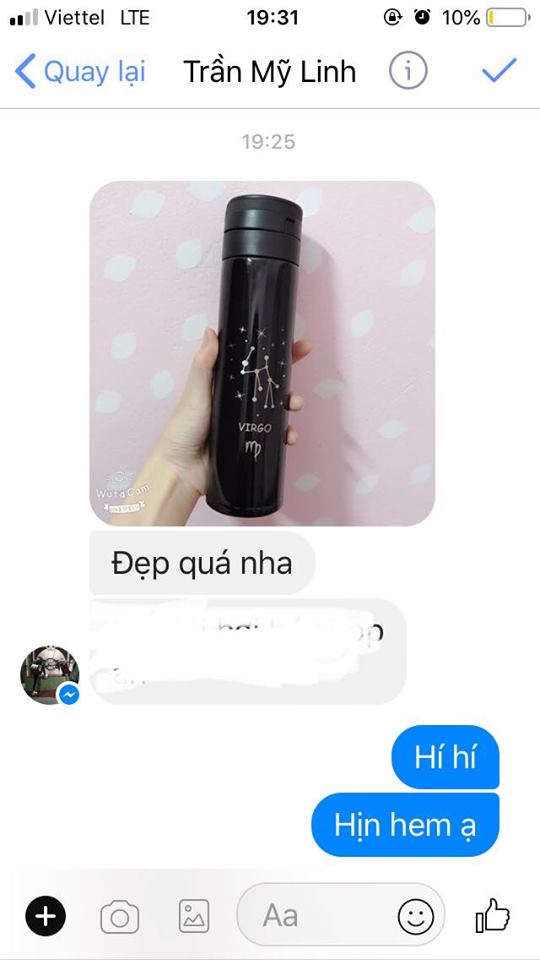 Viettel LTE 19:31 10%
Quay lại Trần Mỹ Linh
19:25
VIRGO
WutaCam
Đẹp quá nha
Hí hí
Hịn hem ạ
Aa